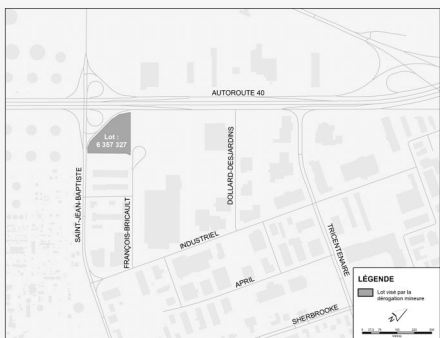 AUTOROUTE 40
Lot :
6 357 327
SAINT-JEAN-BAPTISTE
FRANÇOIS-BRICAULT
DOLLARD-DESJARDINS
INDUSTRIEL
TRICENTENAIRE
APRIL
SHERBROOKE
LÉGENDE
Lot visé par la
dérogation mineure